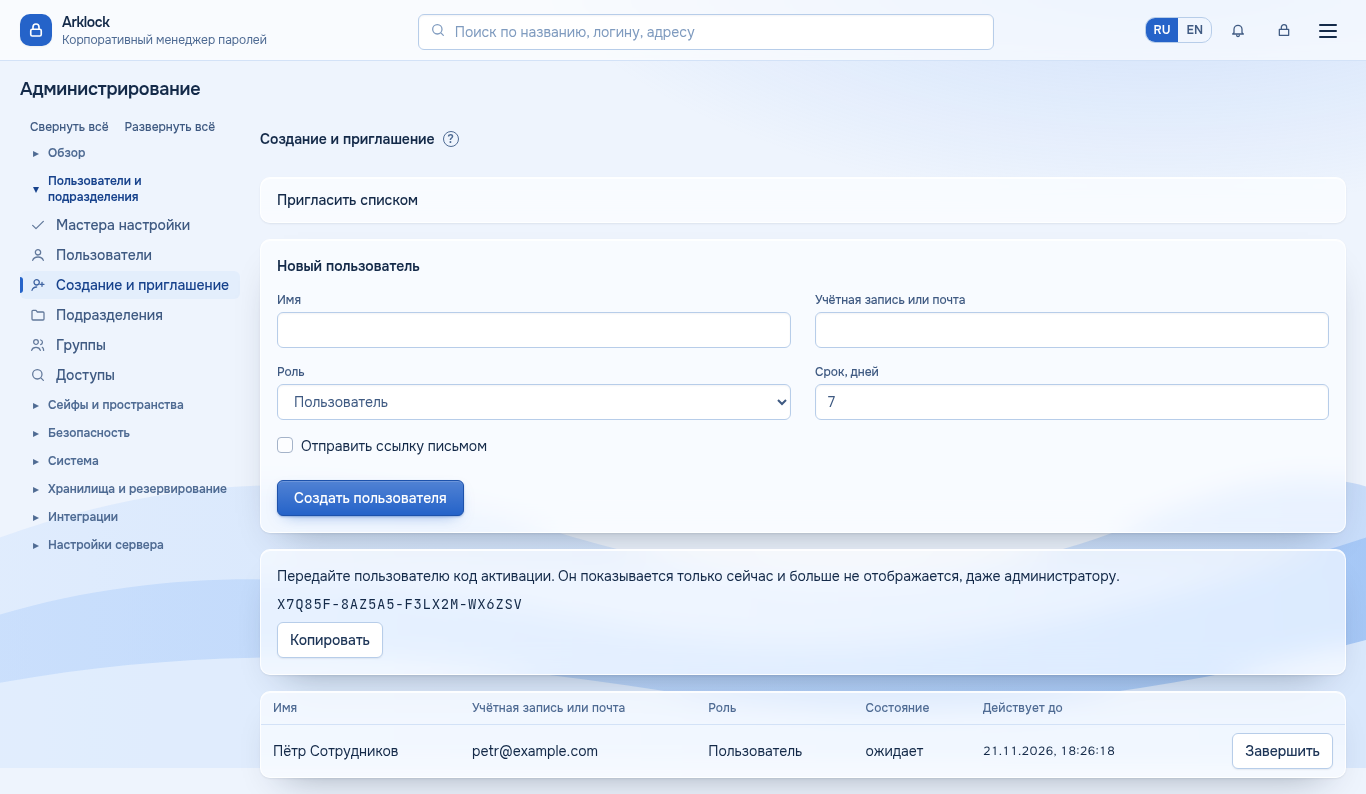 Arklock
Корпоративный менеджер паролей
Поиск по названию, логину, адресу
RU EN
Администрирование
Свернуть всё Развернуть всё
Обзор
Пользователи и
подразделения
Мастера настройки
Пользователи
Создание и приглашение
Подразделения
Группы
Доступы
Сейфы и пространства
Безопасность
Система
Хранилища и резервирование
Интеграции
Настройки сервера
Создание и приглашение ?
Пригласить списком
Новый пользователь
Имя Учётная запись или почта
Роль Срок, дней
Пользователь 7
Отправить ссылку письмом
Создать пользователя
Передайте пользователю код активации. Он показывается только сейчас и больше не отображается, даже администратору.
X7Q85F-8AZ5A5-F3LX2M-WX6ZSV
Копировать
Имя Учётная запись или почта Роль Состояние Действует до
Пётр Сотрудников petr@example.com Пользователь ожидает 21.11.2026, 18:26:18 Завершить